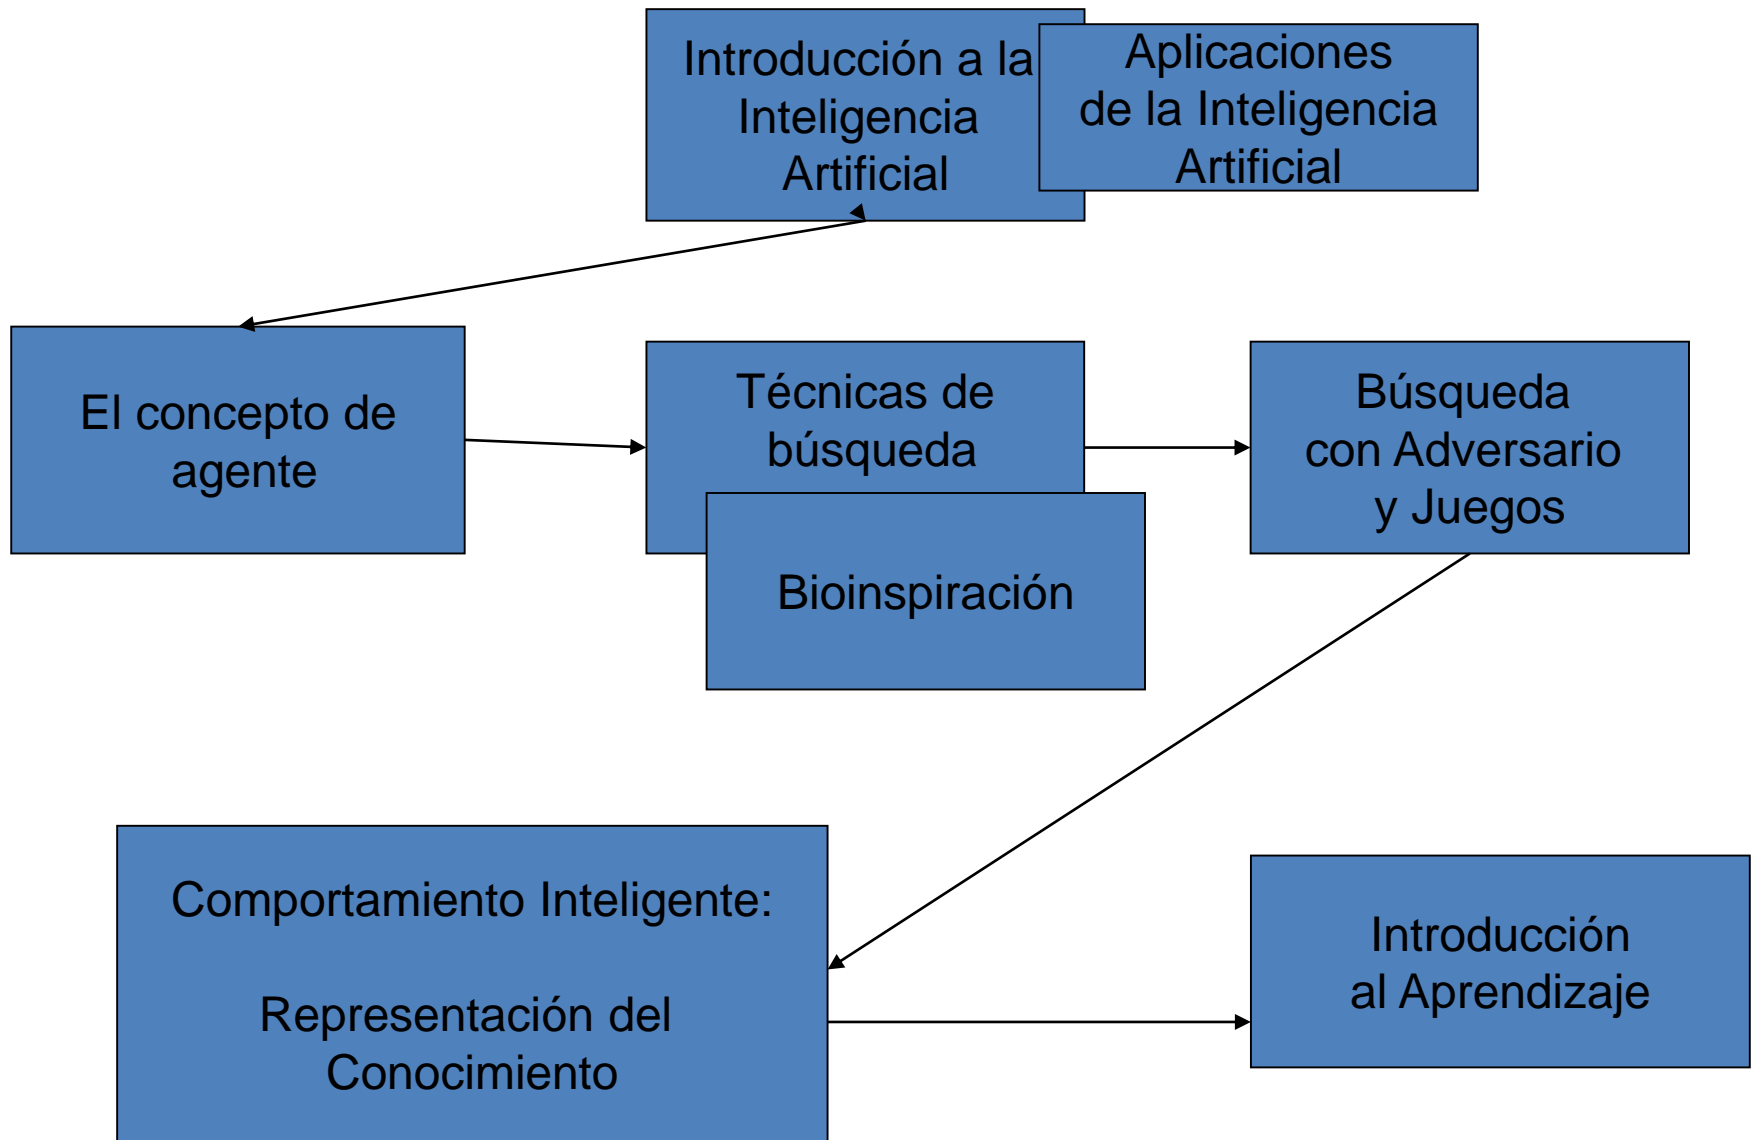 Introducción a la
Inteligencia
Artificial
Aplicaciones
de la Inteligencia
Artificial
El concepto de
agente
Técnicas de
búsqueda
Bioinspiración
Búsqueda
con Adversario
y Juegos
Comportamiento Inteligente:
Representación del
Conocimiento
Introducción
al Aprendizaje